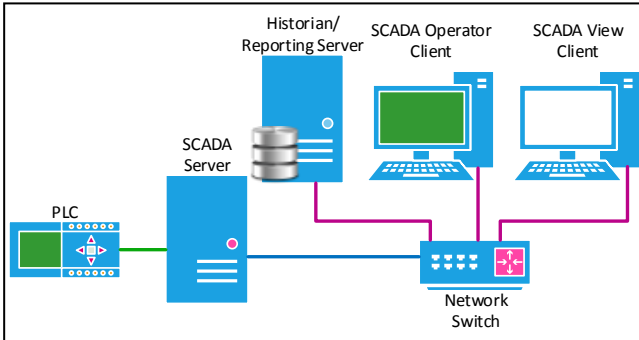 Historian/
Reporting Server
SCADA Operator
Client
SCADA View
Client
SCADA
Server
PLC
Network
Switch